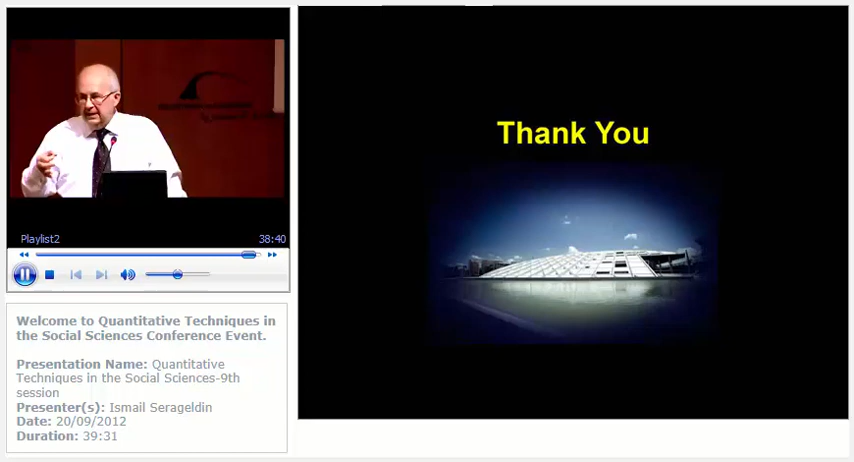 Playlist2 38:40
Welcome to Quantitative Techniques in
the Social Sciences Conference Event.
Presentation Name: Quantitative
Techniques in the Social Sciences-9th
session
Presenter(s): Ismail Serageldin
Date: 20/09/2012
Duration: 39:31
Thank You